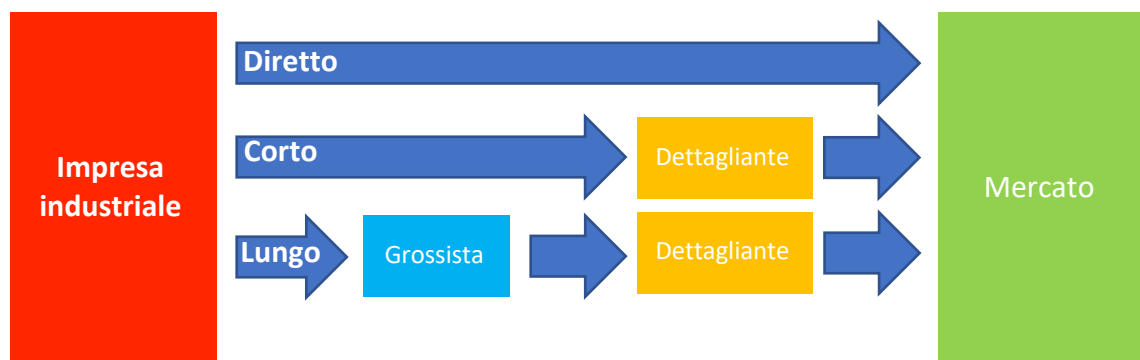 Impresa
industriale
Diretto
Corto
Dettagliante
Lungo
Grossista
Dettagliante
Mercato